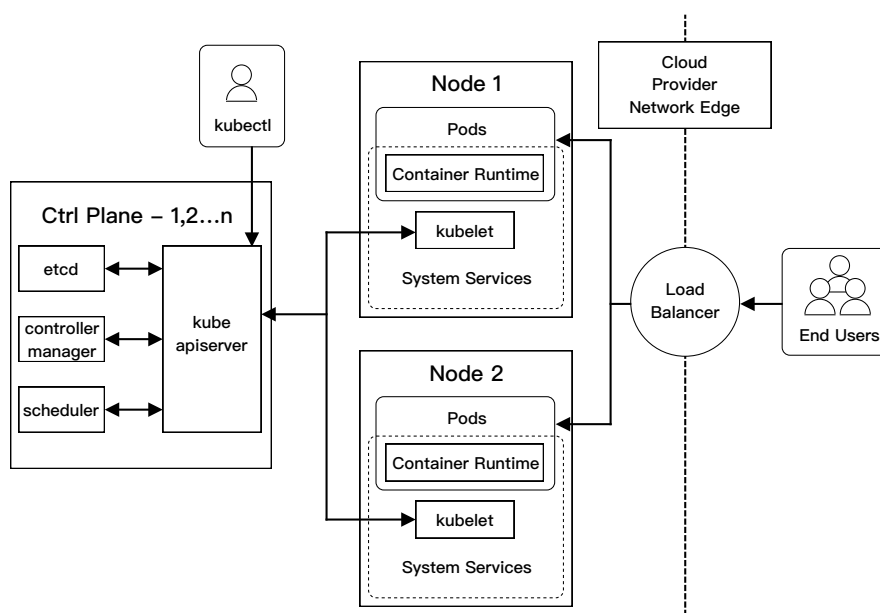 kubectl
Ctrl Plane – 1,2...n
etcd
controller
manager
scheduler
kube
apiserver
Node 1
Pods
Container Runtime
kubelet
System Services
Node 2
Pods
Container Runtime
kubelet
System Services
Cloud
Provider
Network Edge
Load
Balancer
End Users